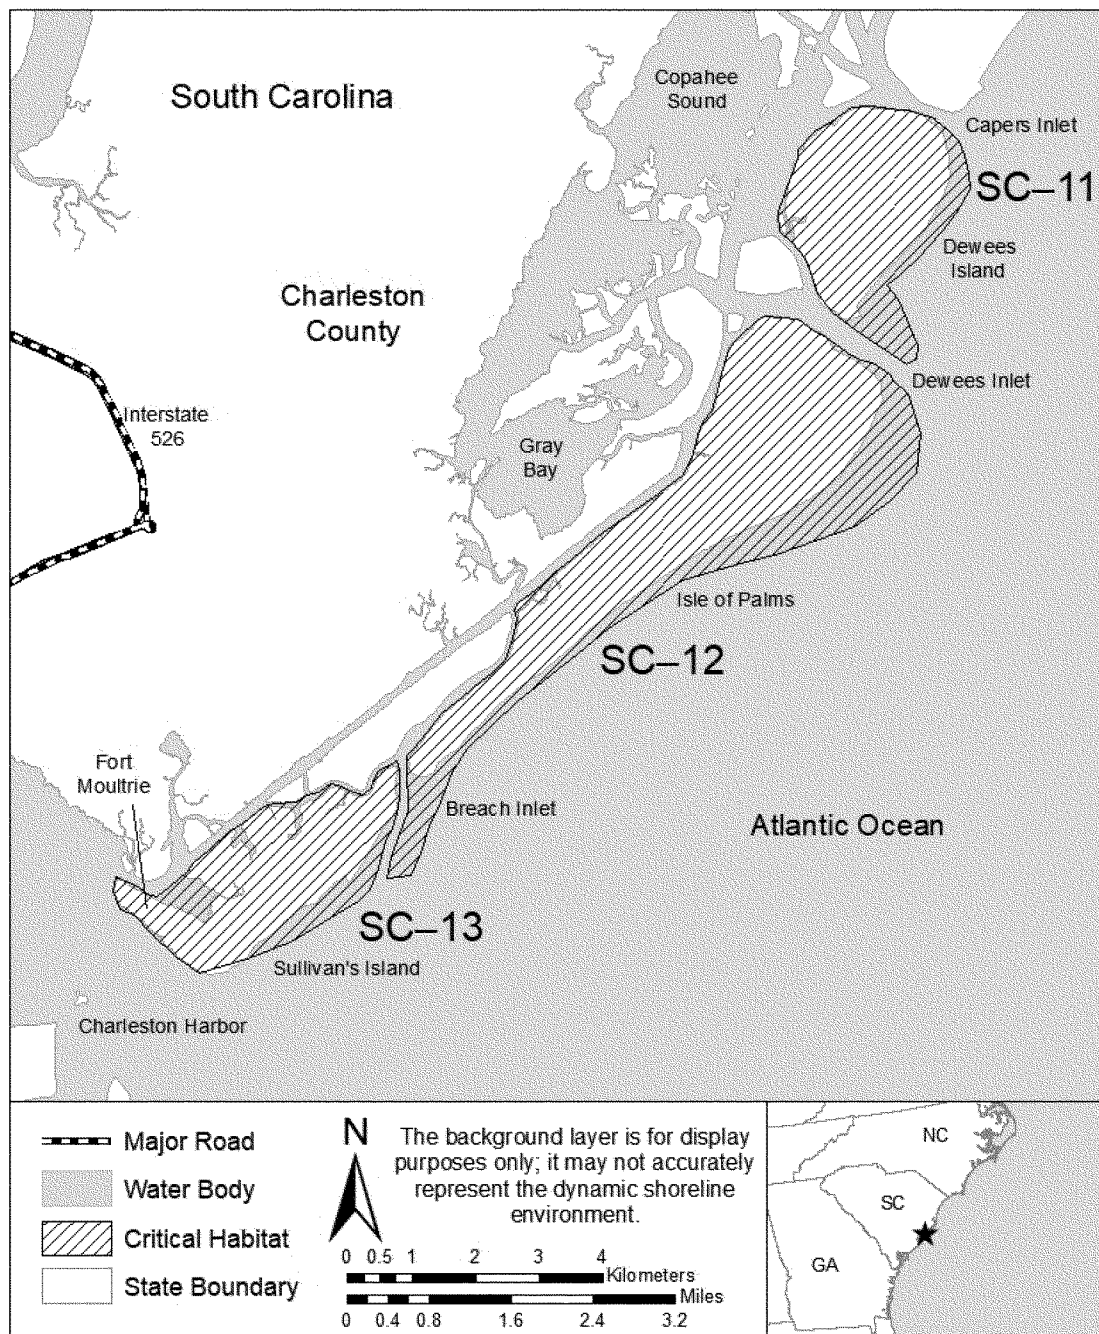 South Carolina
Copahee
Sound
Capers Inlet
SC–11
Dewees
Island
Charleston
County
Dewees Inlet
Interstate
526
Gray
Bay
Isle of Palms
SC–12
Fort
Moultrie
Breach Inlet
Atlantic Ocean
SC–13
Sullivan's Island
Charleston Harbor
Major Road
Water Body
Critical Habitat
State Boundary
N
The background layer is for display
purposes only; it may not accurately
represent the dynamic shoreline
environment.
0 0.5 1 2 3 4
Kilometers
Miles
0 0.4 0.8 1.6 2.4 3.2
NC
SC
GA